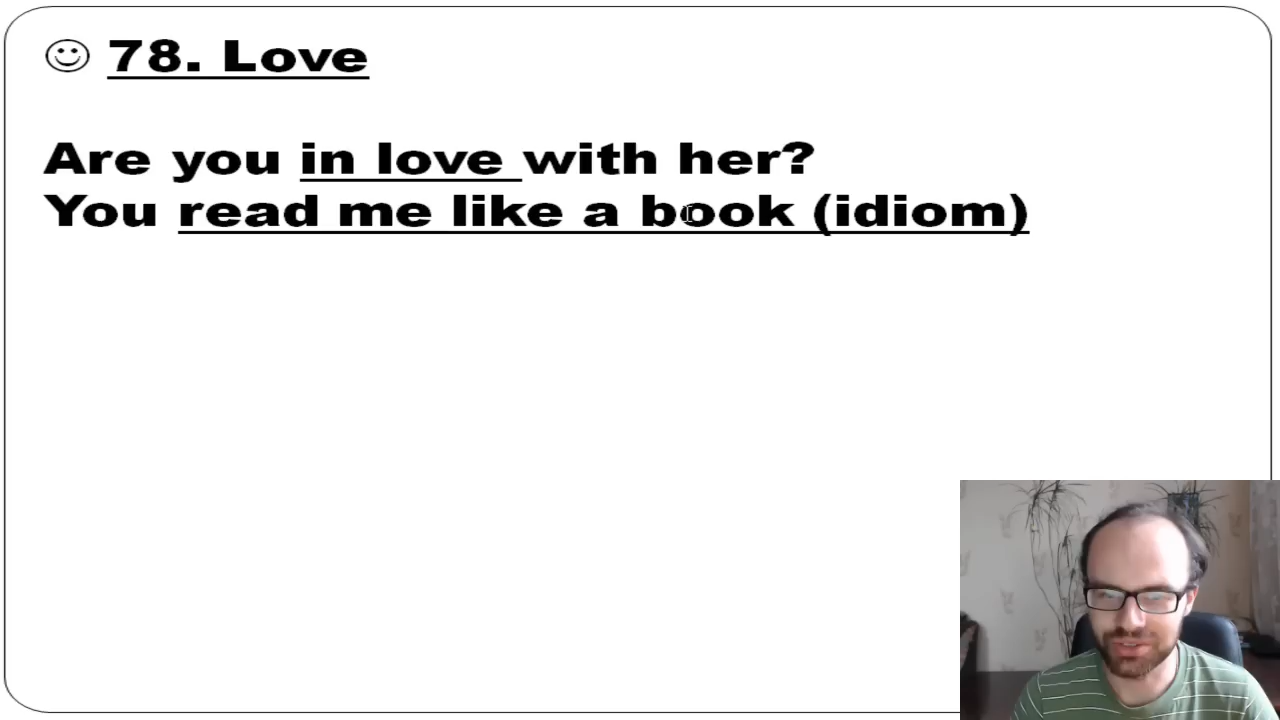 ☺ 78. Love
Are you in love with her?
You read me like a book (idiom)